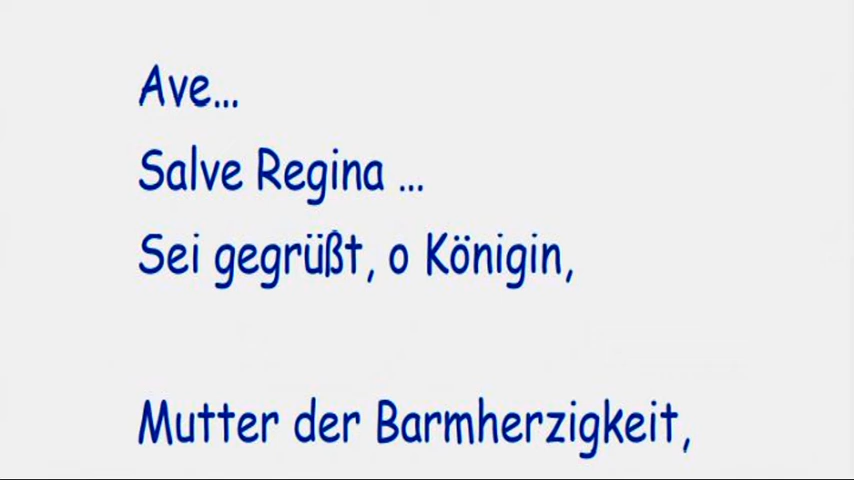 Ave...
Salve Regina ...
Sei gegrüßt, o Königin,
Mutter der Barmherzigkeit,